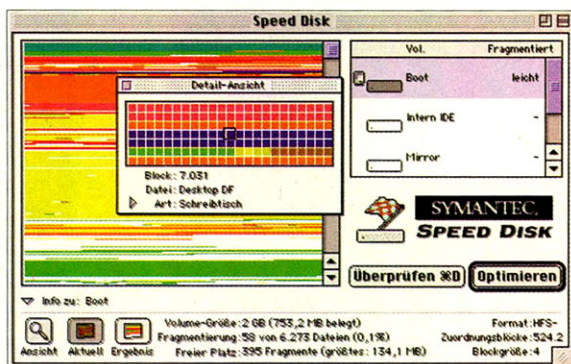 Speed Disk
Vol. Fragmentiert
Boot leicht
Intern IDE -
Mirror -
Detail-Ansicht
Block: 7.031
Datei: Desktop DF
Art: Schreibtisch
SYMANTEC.
SPEED DISK
Überprüfen ⌘D Optimieren
Info zu: Boot
Ansicht Aktuell Ergebnis
Volume-Größe: 2 GB (753,2 MB belegt)
Fragmentierung: 58 von 6.273 Dateien (0,1%)
Freier Platz: 395 Fragmente (größtes: 134,1 MB)
Format: HFS-
Zuordnungsblöcke: 524.2
Blockgröße: 4